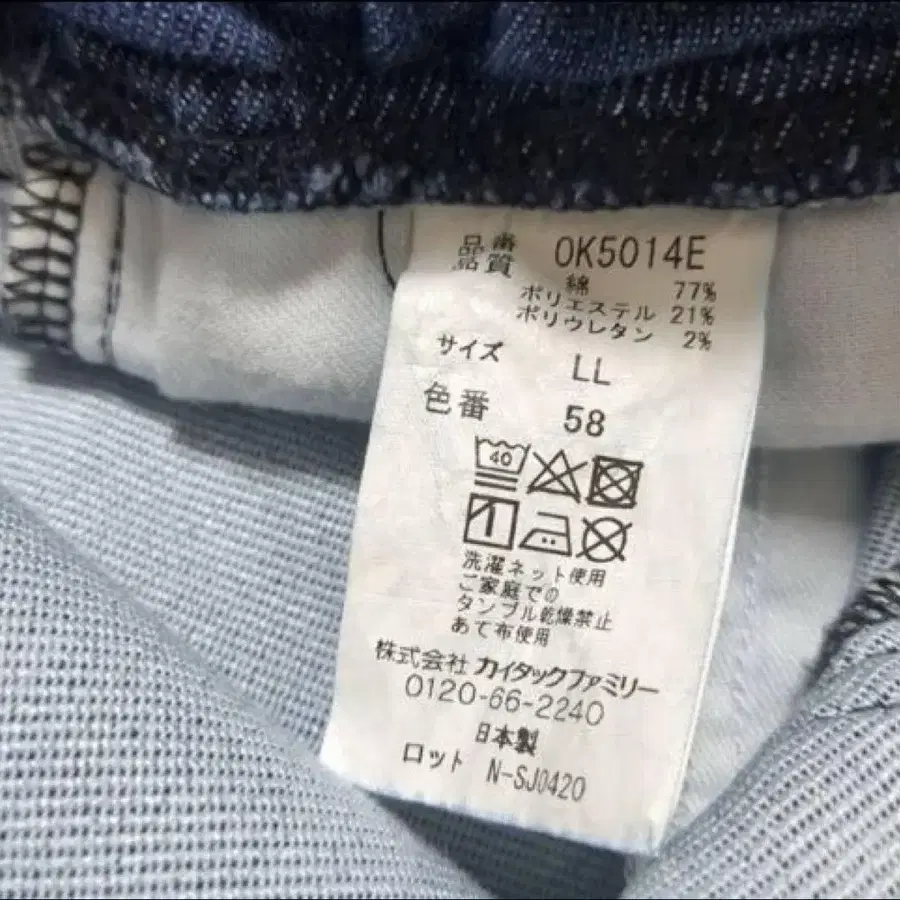 品番 OK5014E
品質 綿 77%
ポリエステル 21%
ポリウレタン 2%
サイズ LL
色番 58
40
洗濯ネット使用
ご家庭での
タンブル乾燥禁止
あて布使用
株式会社 カイタックファミリー
0120-66-2240
日本製
ロット N-SJ0420